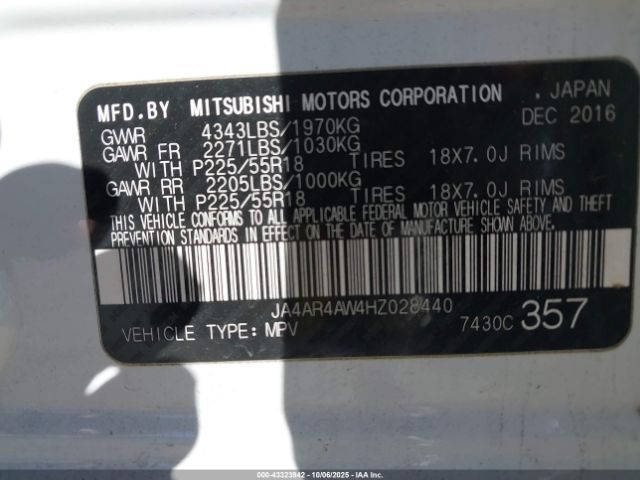 MFD.BY MITSUBISHI MOTORS CORPORATION , JAPAN
DEC 2016
GVWR 4343LBS/1970KG
GAWR FR 2271LBS/1030KG
WITH P225/55R18 TIRES 18X7.0J RIMS
GAWR RR 2205LBS/1000KG
WITH P225/55R18 TIRES 18X7.0J RIMS
THIS VEHICLE CONFORMS TO ALL APPLICABLE FEDERAL MOTOR VEHICLE SAFETY AND THEFT
PREVENTION STANDARDS IN EFFECT ON THE DATE OF MANUFACTURE SHOWN ABOVE.
JA4AR4AW4HZ028440
VEHICLE TYPE: MPV 7430C 357
000-43323942 • 10/06/2025 • IAAI.COM